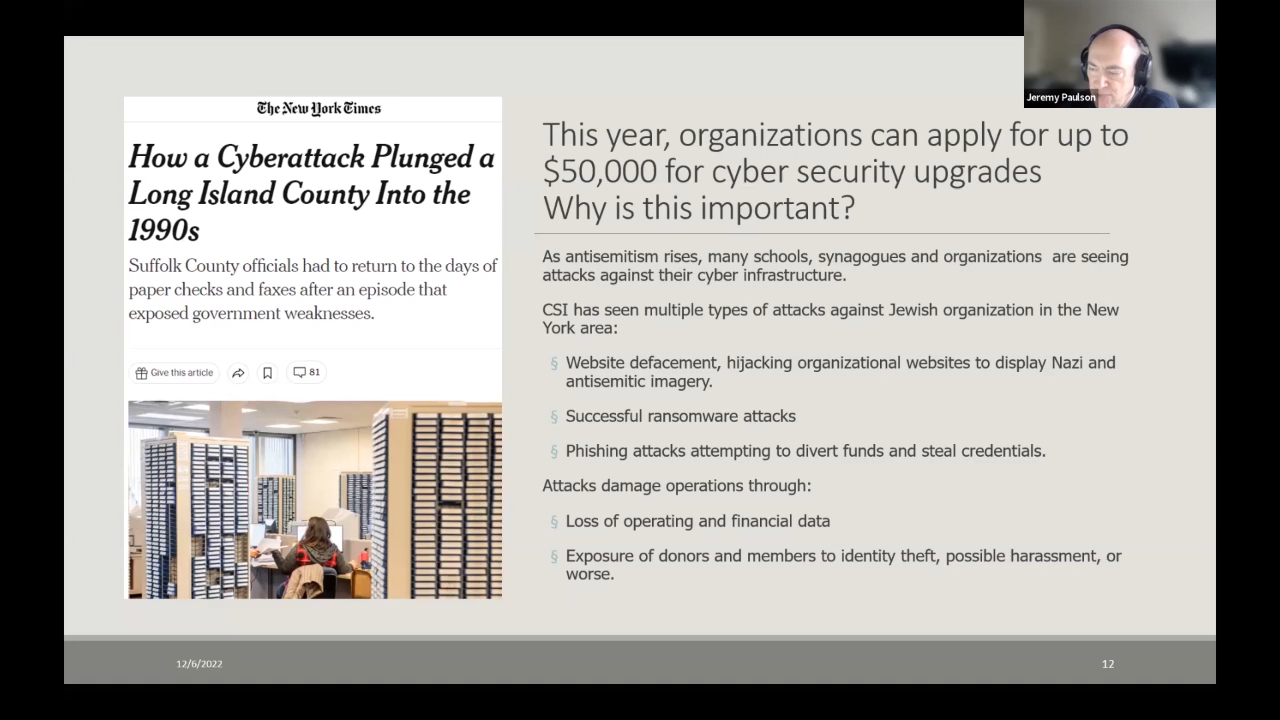 Jeremy Paulson
The New York Times
How a Cyberattack Plunged a
Long Island County Into the
1990s
Suffolk County officials had to return to the days of
paper checks and faxes after an episode that
exposed government weaknesses.
Give this article
81
This year, organizations can apply for up to
$50,000 for cyber security upgrades
Why is this important?
As antisemitism rises, many schools, synagogues and organizations are seeing
attacks against their cyber infrastructure.
CSI has seen multiple types of attacks against Jewish organization in the New
York area:
§ Website defacement, hijacking organizational websites to display Nazi and
antisemitic imagery.
§ Successful ransomware attacks
§ Phishing attacks attempting to divert funds and steal credentials.
Attacks damage operations through:
§ Loss of operating and financial data
§ Exposure of donors and members to identity theft, possible harassment, or
worse.
12/6/2022
12